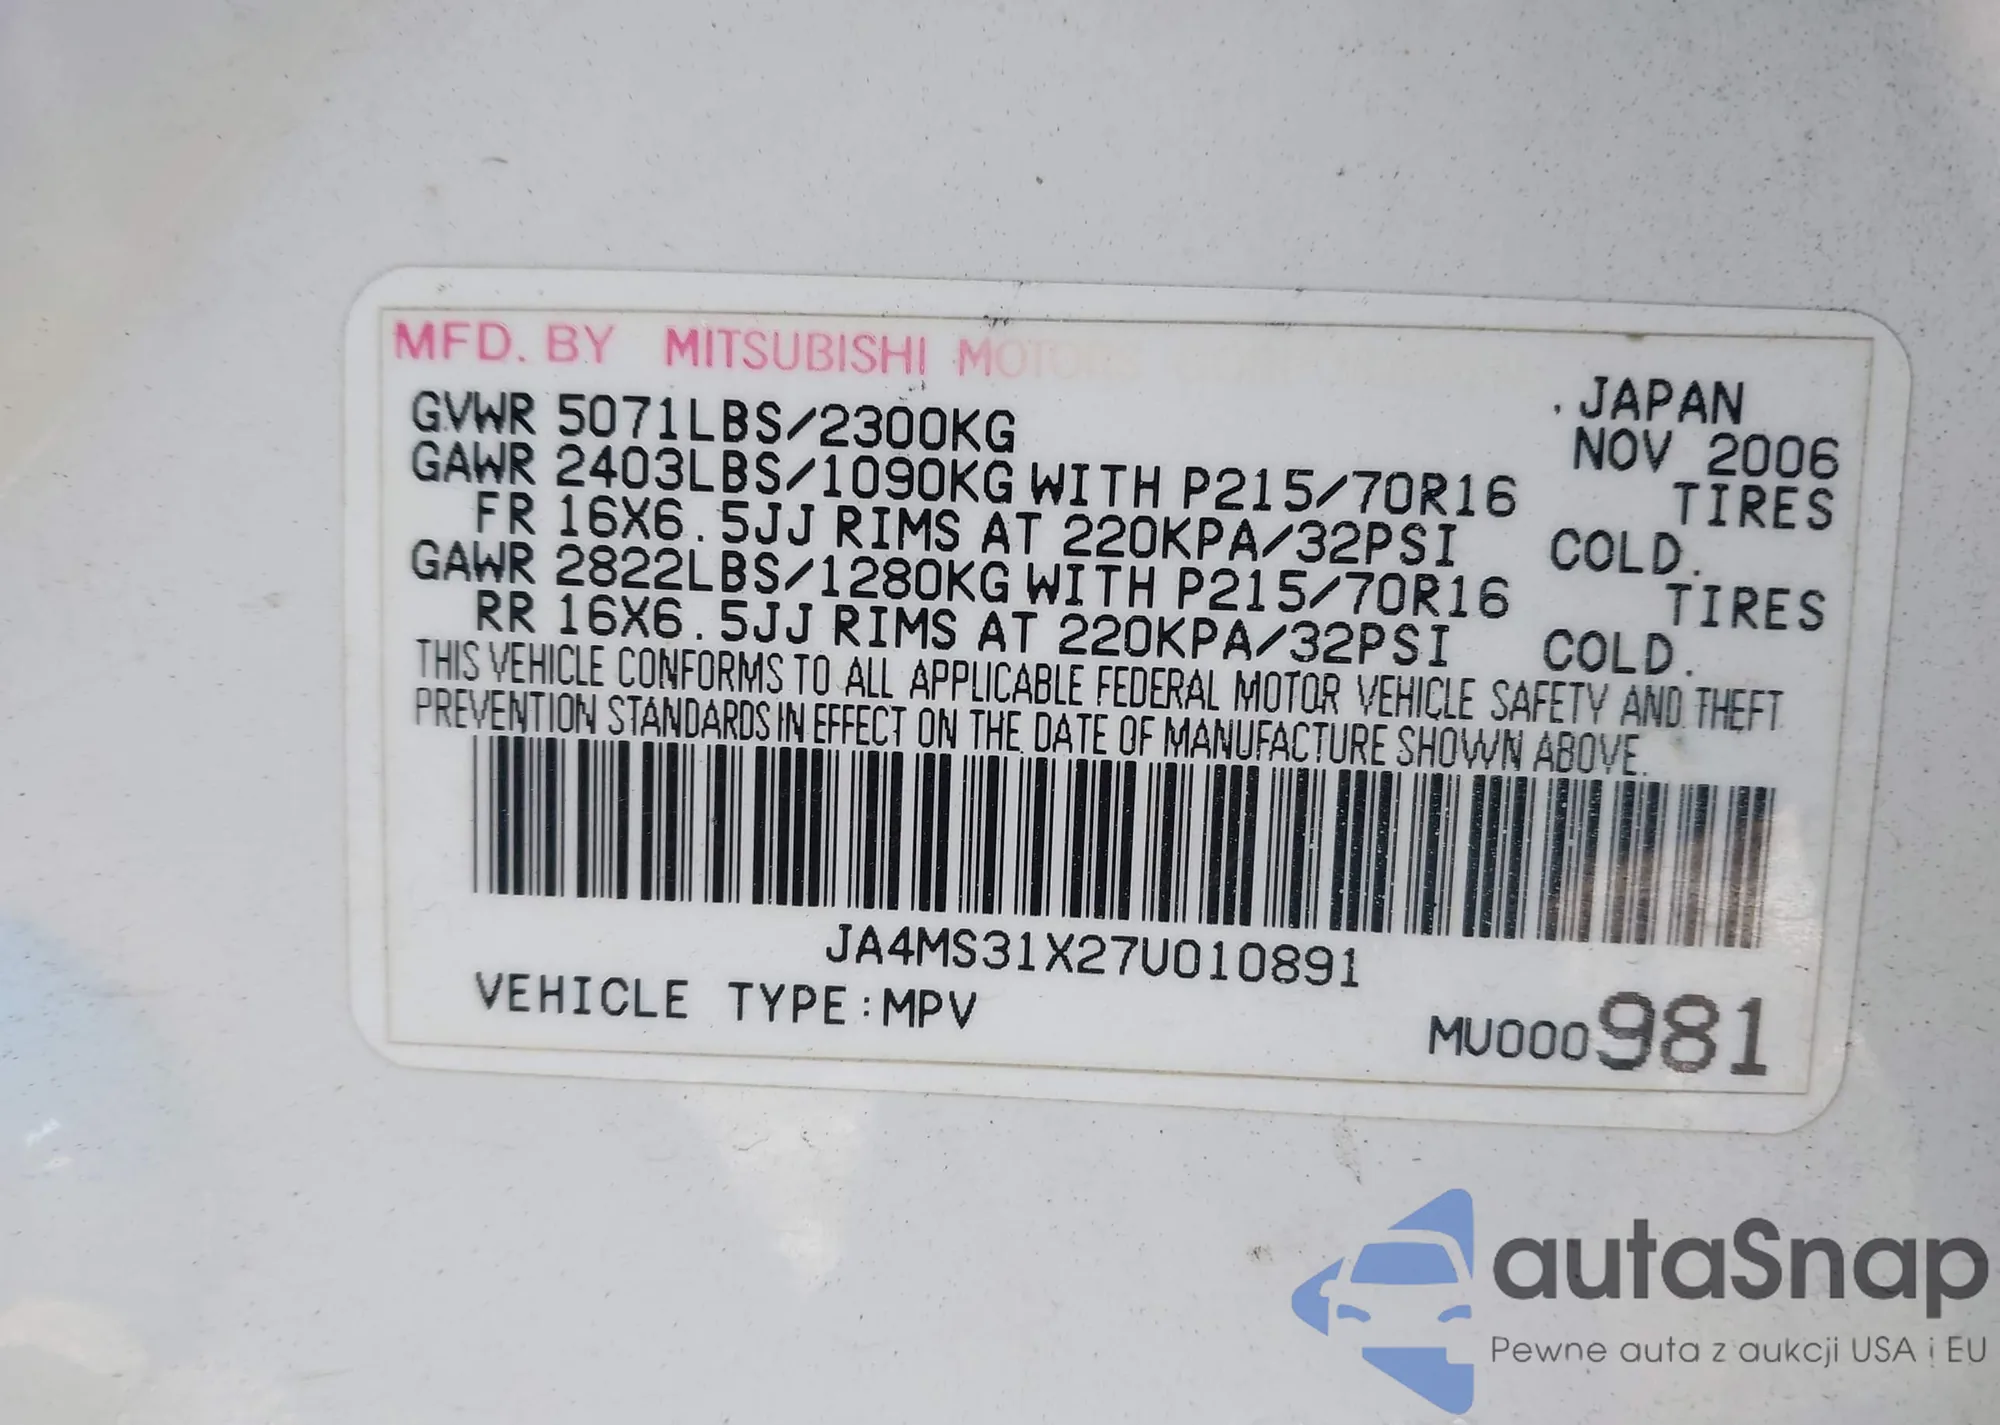 MFD. BY MITSUBISHI MOTORS
. JAPAN
GVWR 5071LBS/2300KG NOV 2006
GAWR 2403LBS/1090KG WITH P215/70R16 TIRES
FR 16X6.5JJ RIMS AT 220KPA/32PSI COLD.
GAWR 2822LBS/1280KG WITH P215/70R16 TIRES
RR 16X6.5JJ RIMS AT 220KPA/32PSI COLD.
THIS VEHICLE CONFORMS TO ALL APPLICABLE FEDERAL MOTOR VEHICLE SAFETY AND THEFT
PREVENTION STANDARDS IN EFFECT ON THE DATE OF MANUFACTURE SHOWN ABOVE.
JA4MS31X27U010891
VEHICLE TYPE:MPV
MU000981
autaSnap
Pewne auta z aukcji USA i EU